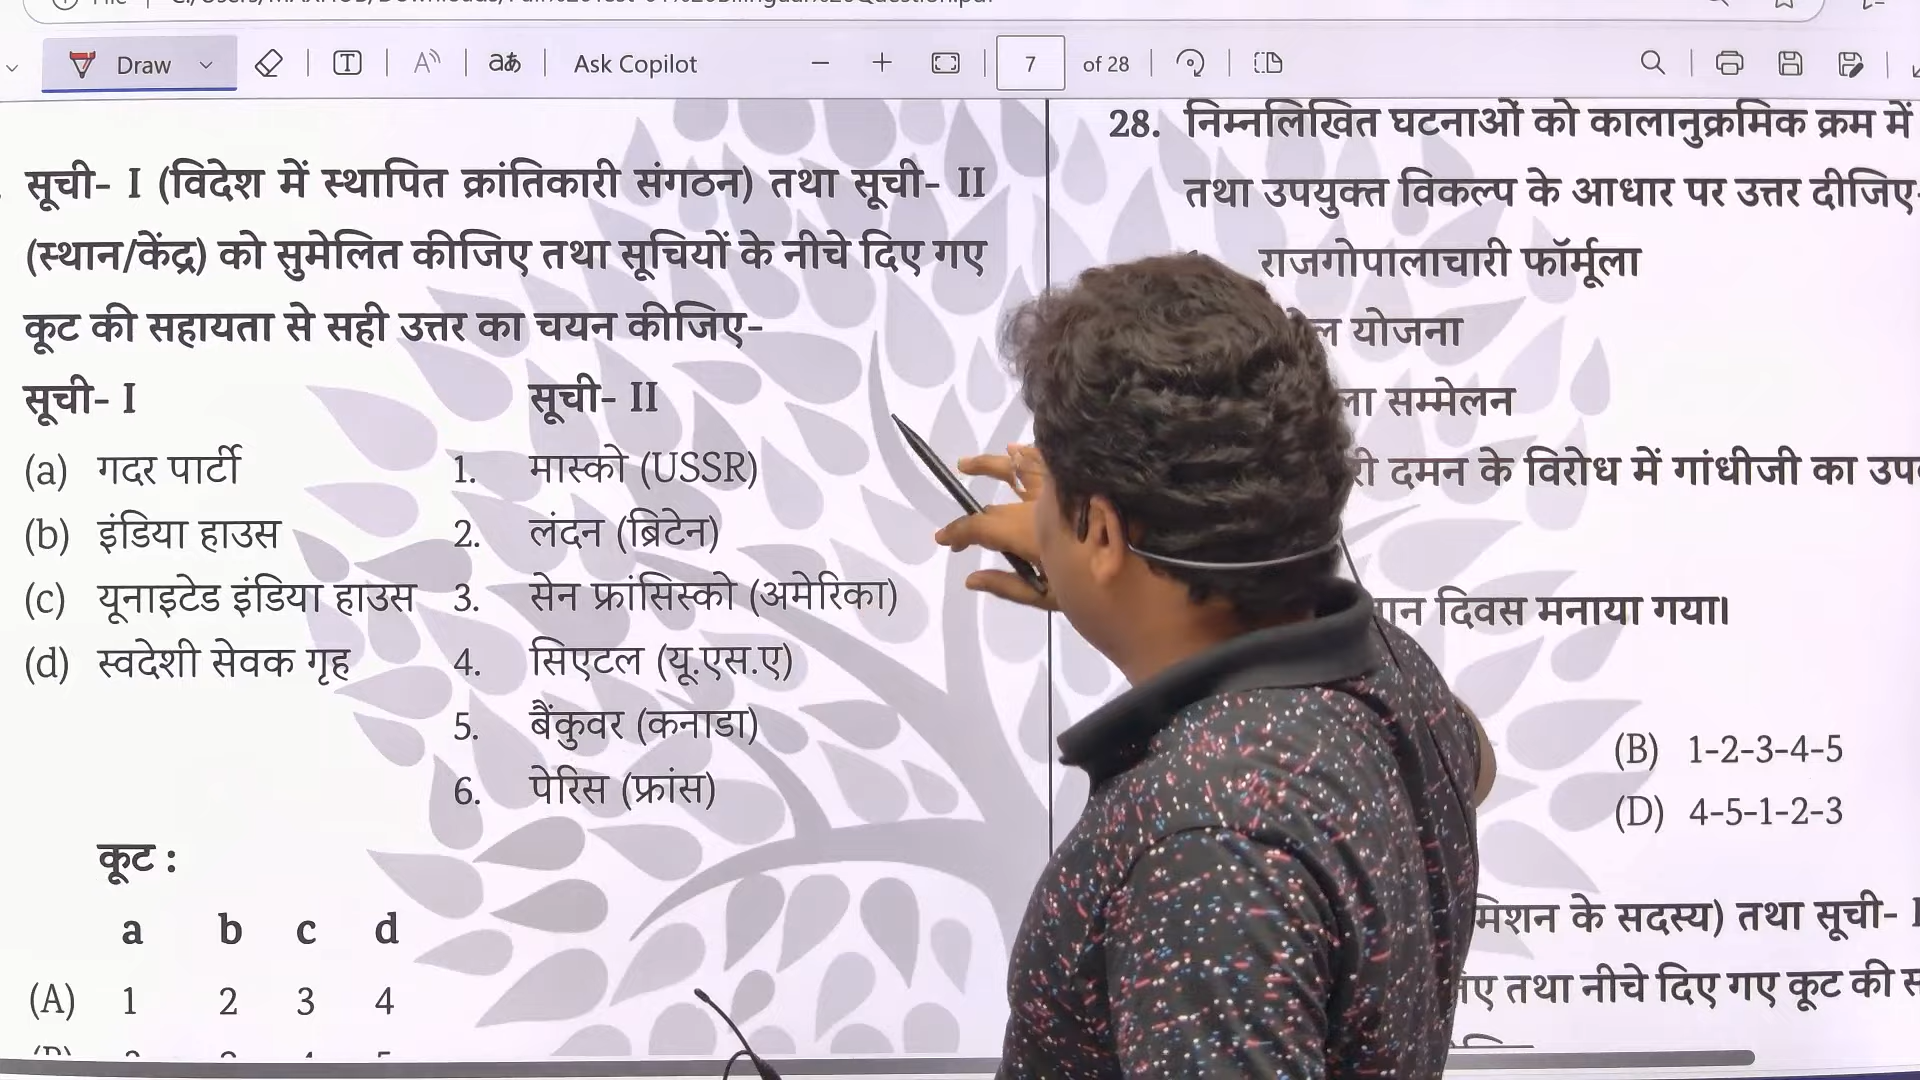 Draw
Ask Copilot
7
of 28
सूची- I (विदेश में स्थापित क्रांतिकारी संगठन) तथा सूची- II
(स्थान/केंद्र) को सुमेलित कीजिए तथा सूचियों के नीचे दिए गए
कूट की सहायता से सही उत्तर का चयन कीजिए-
सूची- I सूची- II
(a) गदर पार्टी 1. मास्को (USSR)
(b) इंडिया हाउस 2. लंदन (ब्रिटेन)
(c) यूनाइटेड इंडिया हाउस 3. सेन फ्रांसिस्को (अमेरिका)
(d) स्वदेशी सेवक गृह 4. सिएटल (यू.एस.ए)
5. बैंकुवर (कनाडा)
6. पेरिस (फ्रांस)
कूट :
a b c d
(A) 1 2 3 4
28. निम्नलिखित घटनाओं को कालानुक्रमिक क्रम में
तथा उपयुक्त विकल्प के आधार पर उत्तर दीजिए-
राजगोपालाचारी फॉर्मूला
योजना
सम्मेलन
दमन के विरोध में गांधीजी का
दिवस मनाया गया।
(B) 1-2-3-4-5
(D) 4-5-1-2-3
के सदस्य) तथा सूची-
तथा नीचे दिए गए कूट की